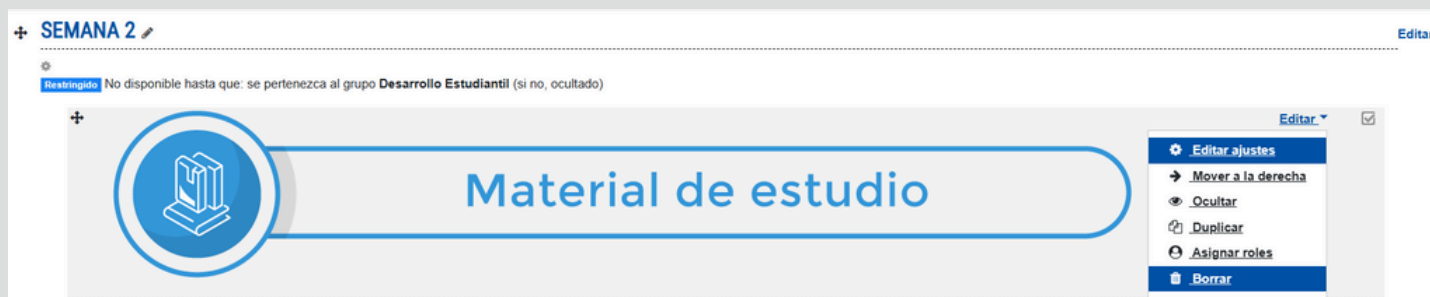 SEMANA 2
Editar
Restringido No disponible hasta que: se pertenezca al grupo Desarrollo Estudiantil (si no, ocultado)
Editar
Material de estudio
Editar ajustes
Mover a la derecha
Ocultar
Duplicar
Asignar roles
Borrar